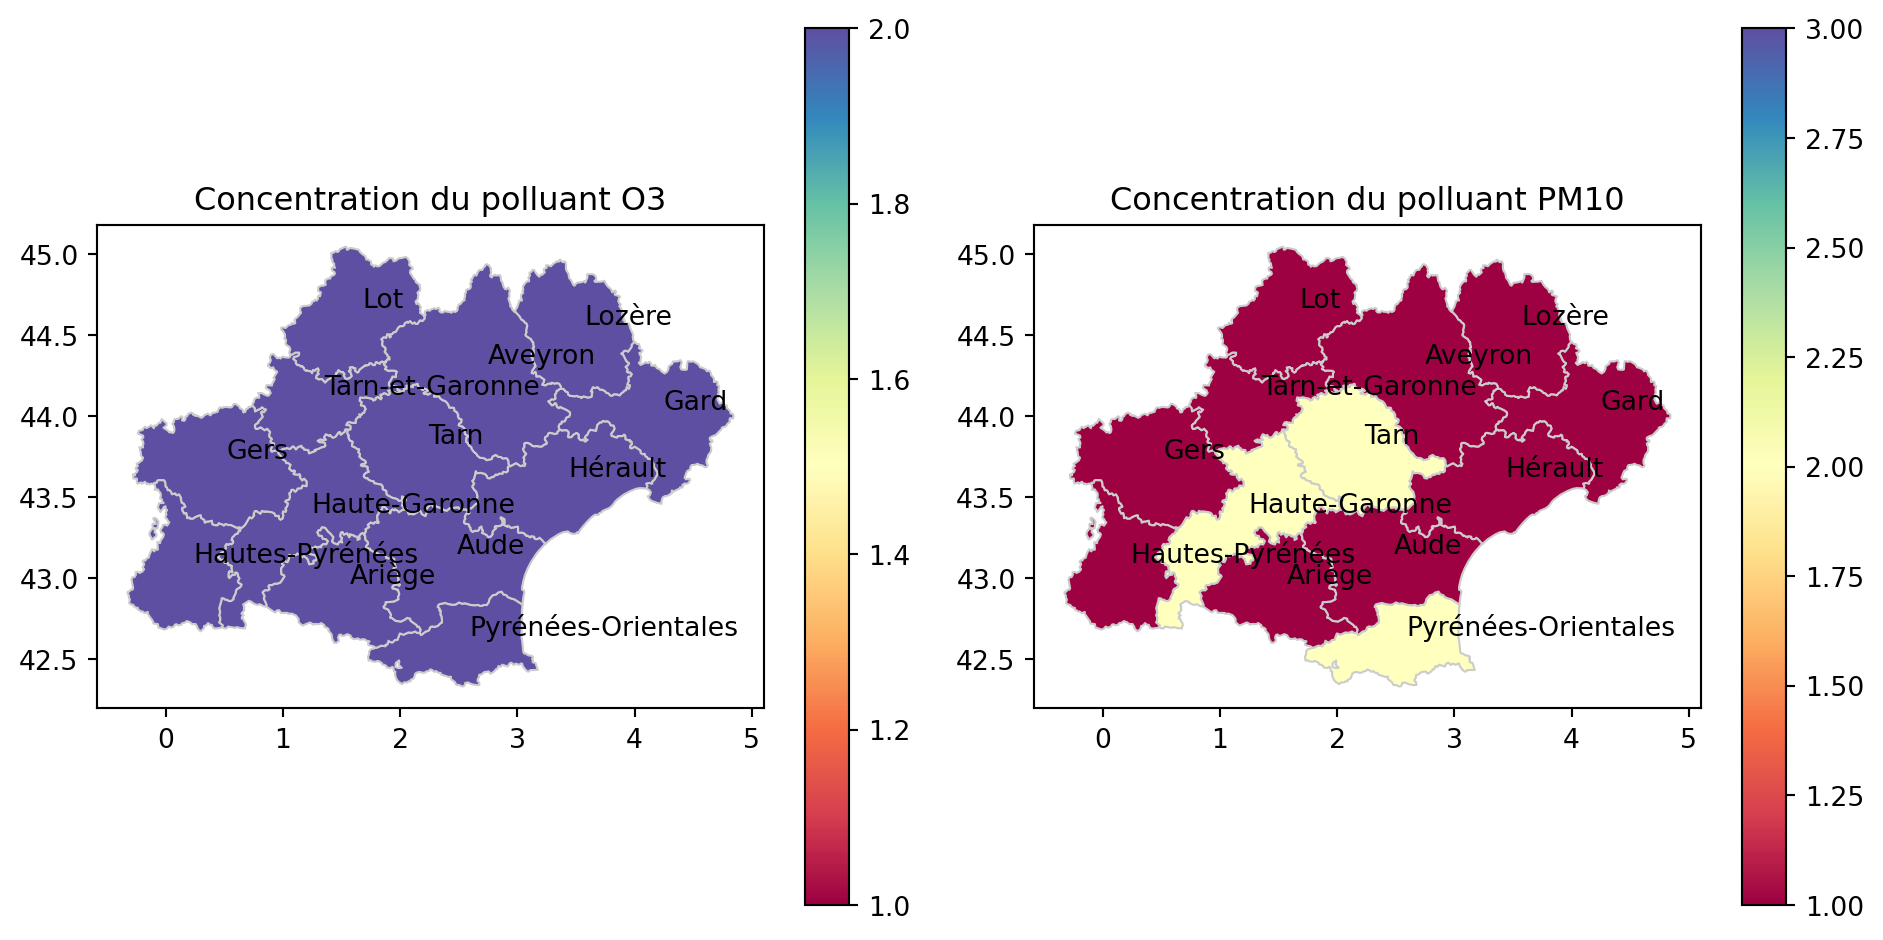 Concentration du polluant O3
45.0
44.5
44.0
43.5
43.0
42.5
0 1 2 3 4 5
Lot
Lozère
Aveyron
Tarn-et-Garonne
Gard
Tarn
Gers
Hérault
Haute-Garonne
Aude
Hautes-Pyrénées
Ariège
Pyrénées-Orientales
2.0
1.8
1.6
1.4
1.2
1.0
Concentration du polluant PM10
45.0
44.5
44.0
43.5
43.0
42.5
0 1 2 3 4 5
Lot
Lozère
Aveyron
Tarn-et-Garonne
Gard
Tarn
Gers
Hérault
Haute-Garonne
Aude
Hautes-Pyrénées
Ariège
Pyrénées-Orientales
3.00
2.75
2.50
2.25
2.00
1.75
1.50
1.25
1.00